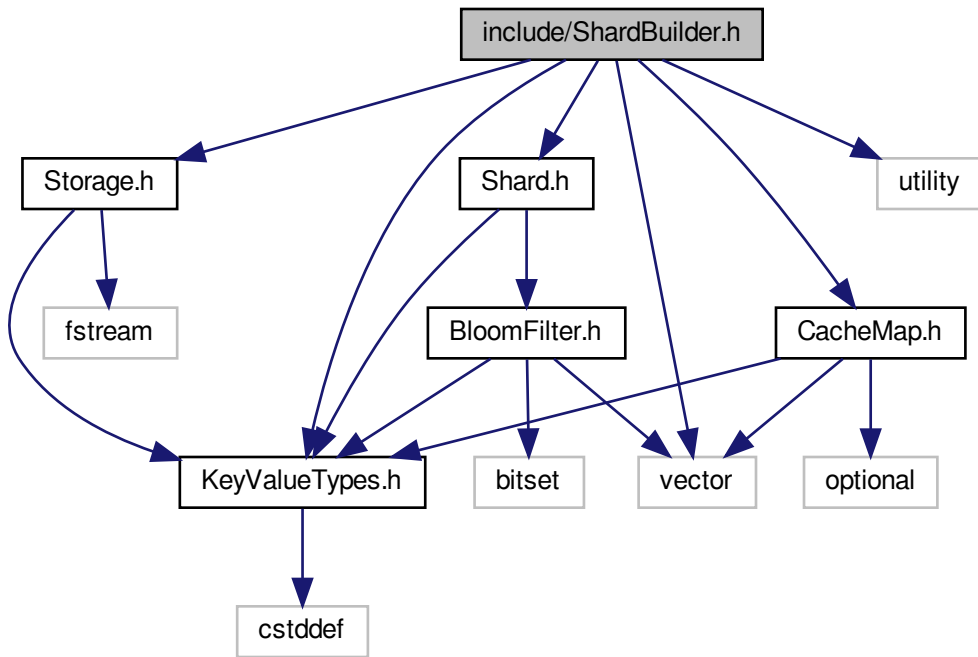 include/ShardBuilder.h
Storage.h
Shard.h
utility
fstream
BloomFilter.h
CacheMap.h
KeyValueTypes.h
bitset
vector
optional
cstddef